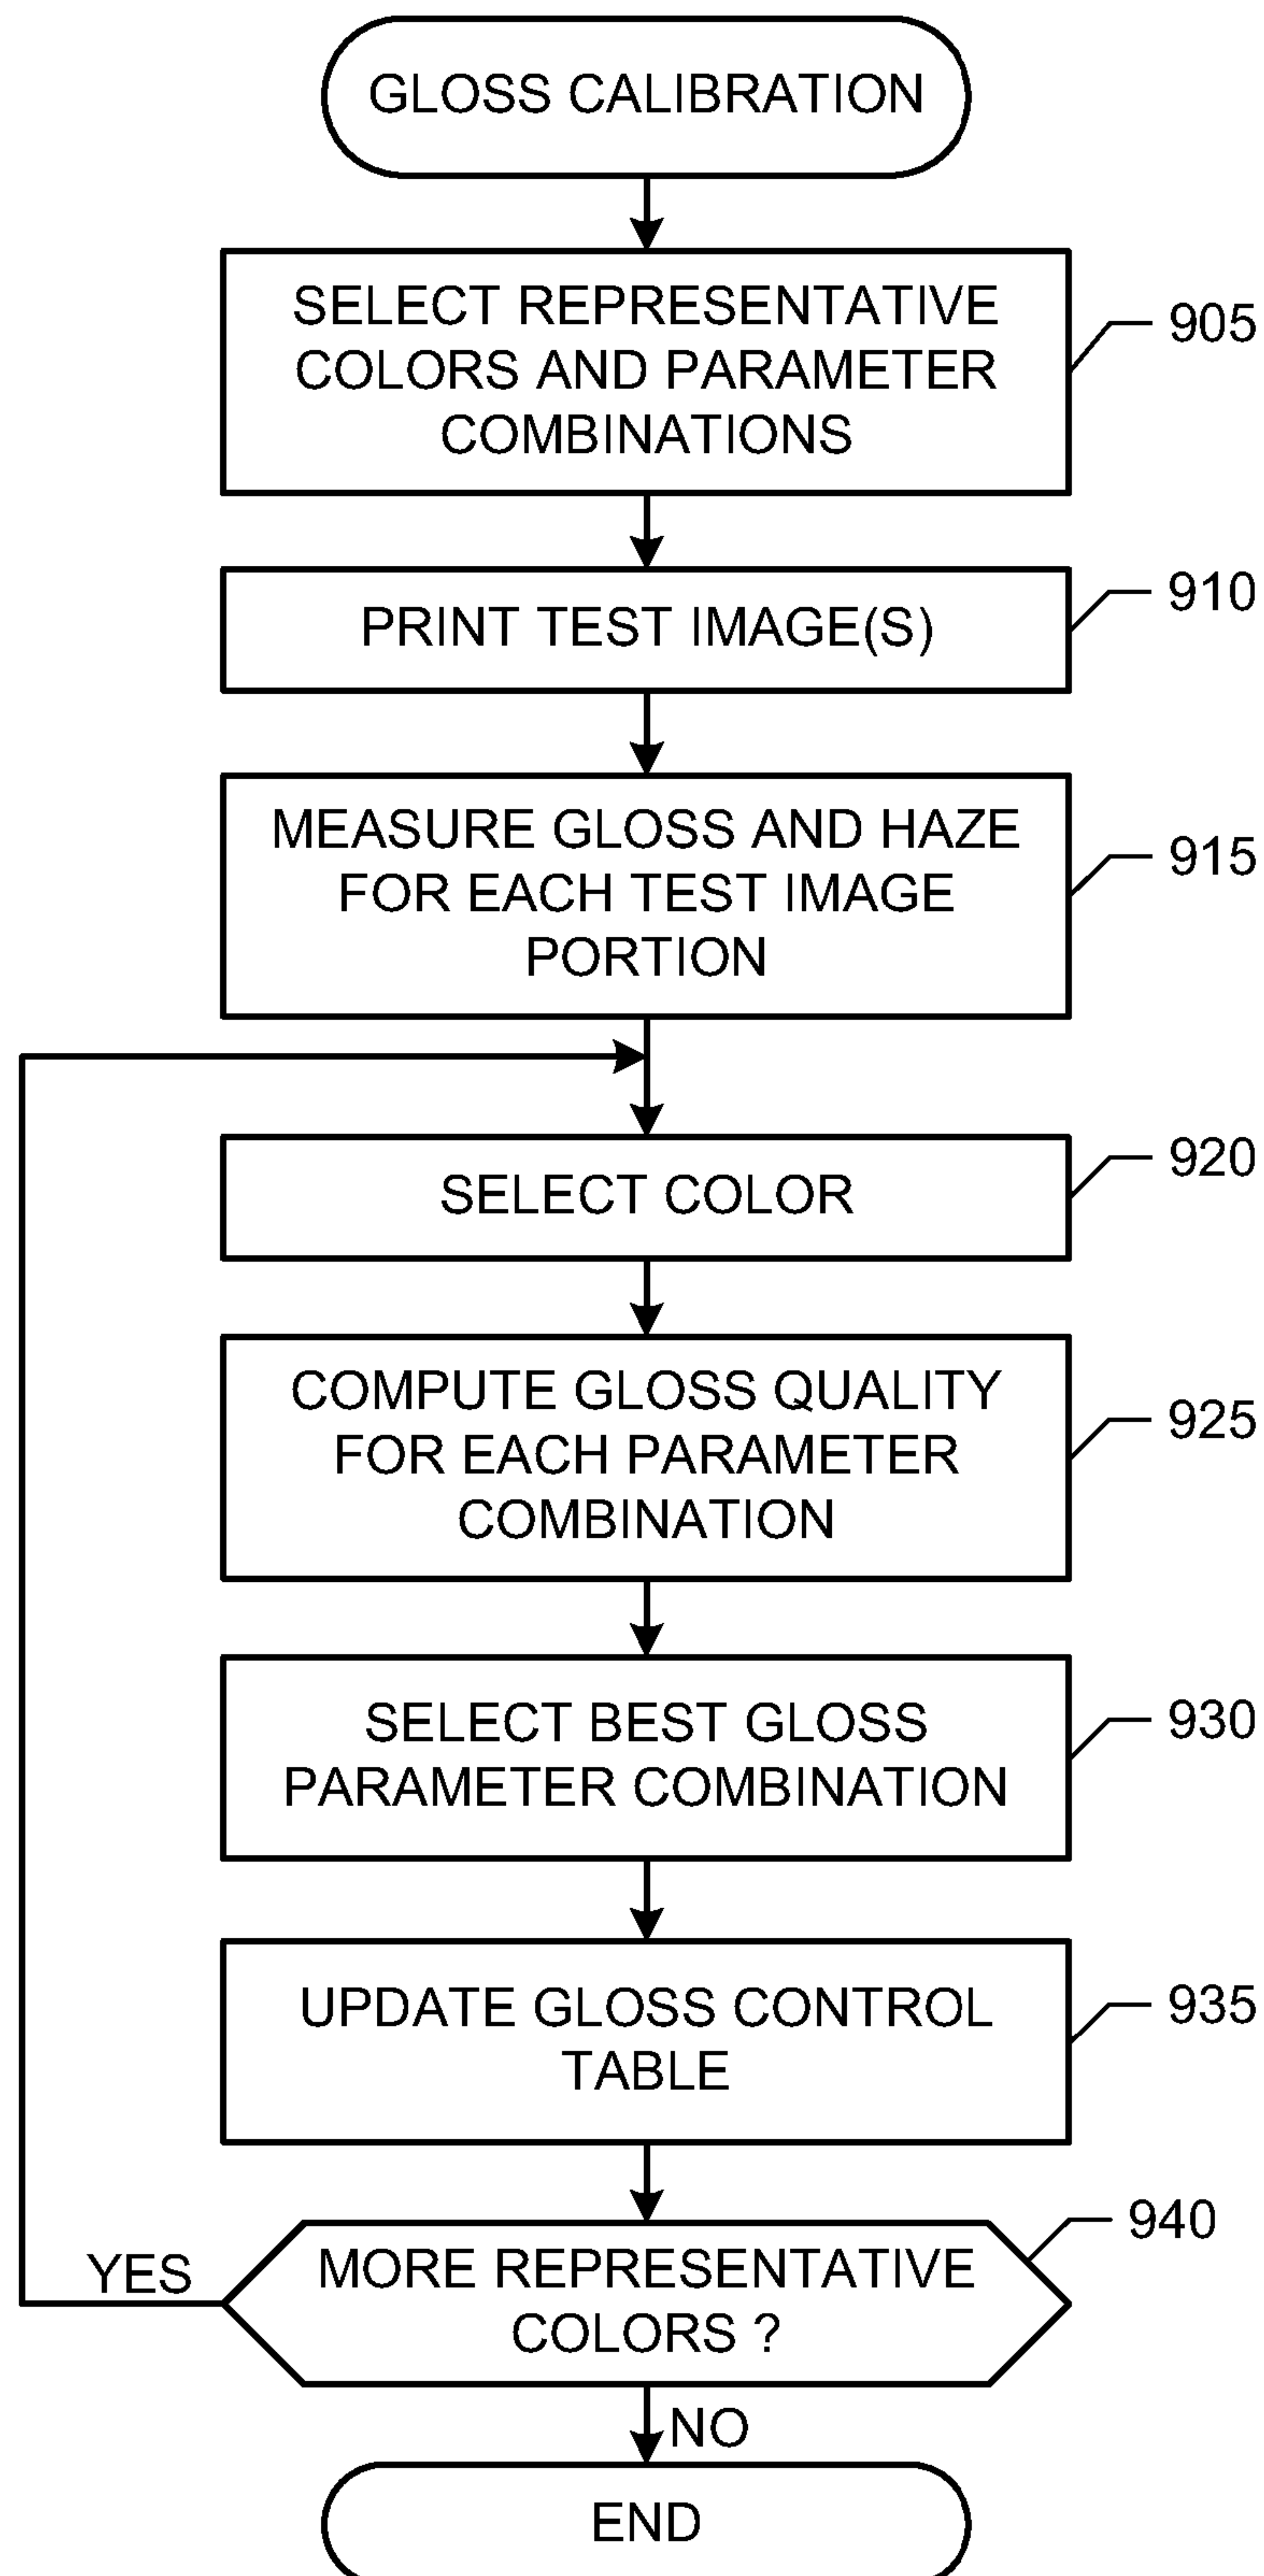 GLOSS CALIBRATION
SELECT REPRESENTATIVE
COLORS AND PARAMETER
COMBINATIONS
905
PRINT TEST IMAGE(S)
910
MEASURE GLOSS AND HAZE
FOR EACH TEST IMAGE
PORTION
915
SELECT COLOR
920
COMPUTE GLOSS QUALITY
FOR EACH PARAMETER
COMBINATION
925
SELECT BEST GLOSS
PARAMETER COMBINATION
930
UPDATE GLOSS CONTROL
TABLE
935
MORE REPRESENTATIVE
COLORS ?
940
YES
NO
END